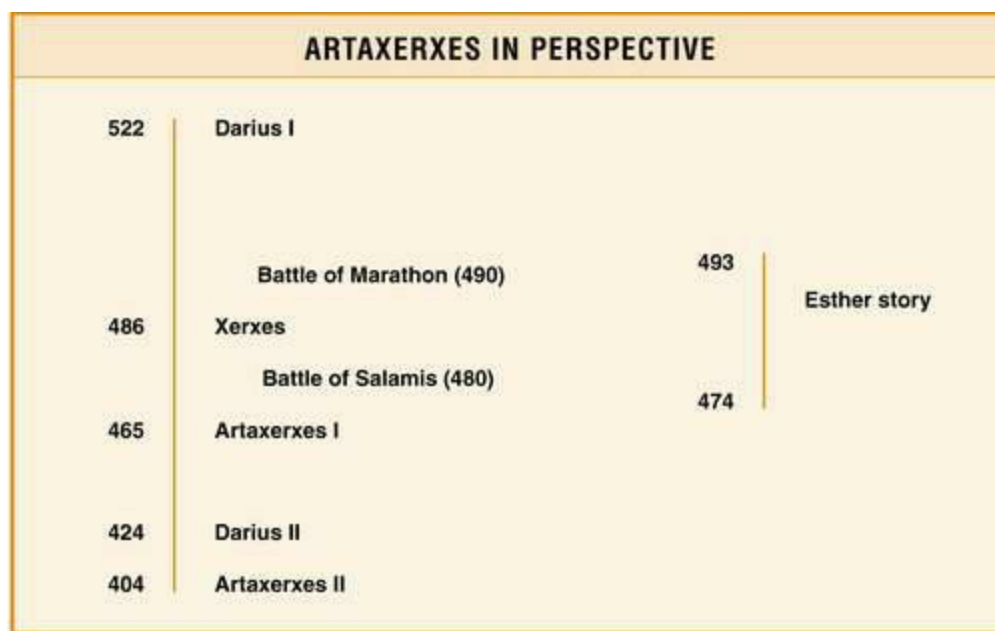 ARTAXERXES IN PERSPECTIVE
522 Darius I
Battle of Marathon (490)
493
Esther story
486 Xerxes
Battle of Salamis (480)
474
465 Artaxerxes I
424 Darius II
404 Artaxerxes II